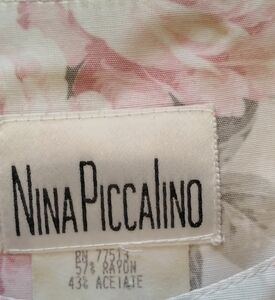 NINA PICCALINO
RN 77513
57% RAYON
43% ACETATE